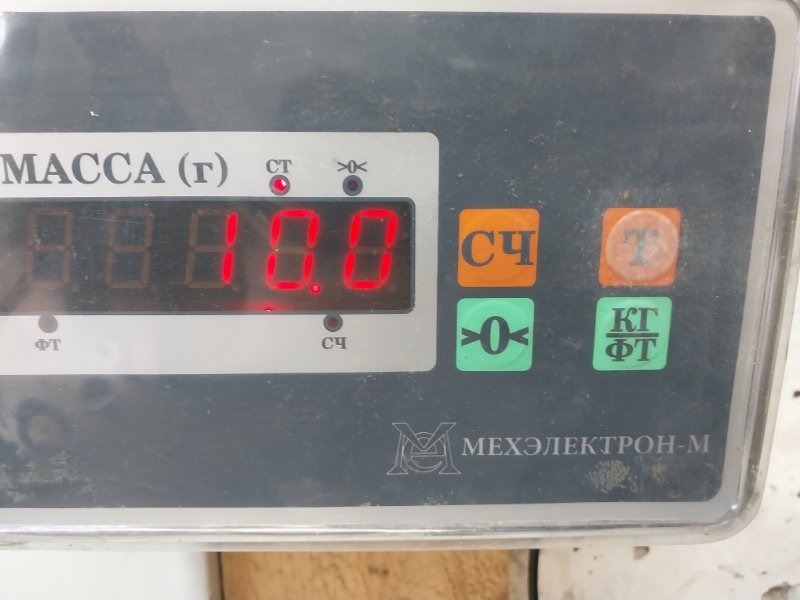 МАССА (г)
СТ
>0<
10.0
СЧ
Т
ФТ
СЧ
>0<
КГ
ФТ
МЕХЭЛЕКТРОН-М